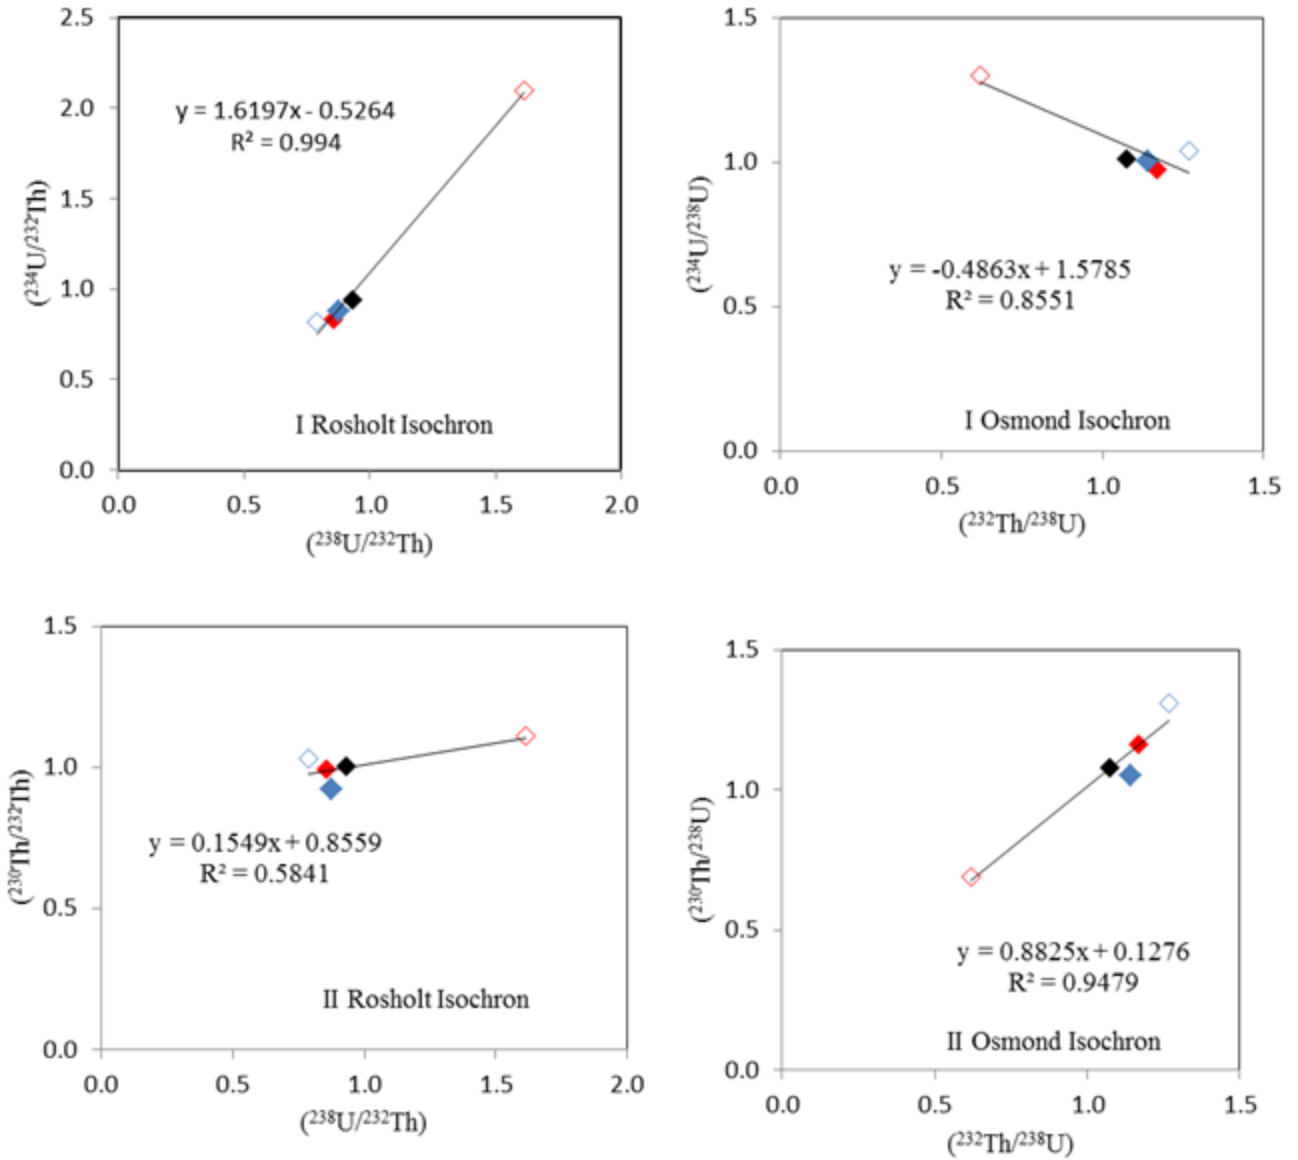 2.5
2.0
1.5
1.0
0.5
0.0
(²³⁴U/²³²Th)
y = 1.6197x - 0.5264
R² = 0.994
I Rosholt Isochron
0.0 0.5 1.0 1.5 2.0
(²³⁸U/²³²Th)
1.5
1.0
0.5
0.0
(²³⁴U/²³⁸U)
y = -0.4863x + 1.5785
R² = 0.8551
I Osmond Isochron
0.0 0.5 1.0 1.5
(²³²Th/²³⁸U)
1.5
1.0
0.5
0.0
(²³⁰Th/²³²Th)
y = 0.1549x + 0.8559
R² = 0.5841
II Rosholt Isochron
0.0 0.5 1.0 1.5 2.0
(²³⁸U/²³²Th)
1.5
1.0
0.5
0.0
(²³⁰Th/²³⁸U)
y = 0.8825x + 0.1276
R² = 0.9479
II Osmond Isochron
0.0 0.5 1.0 1.5
(²³²Th/²³⁸U)